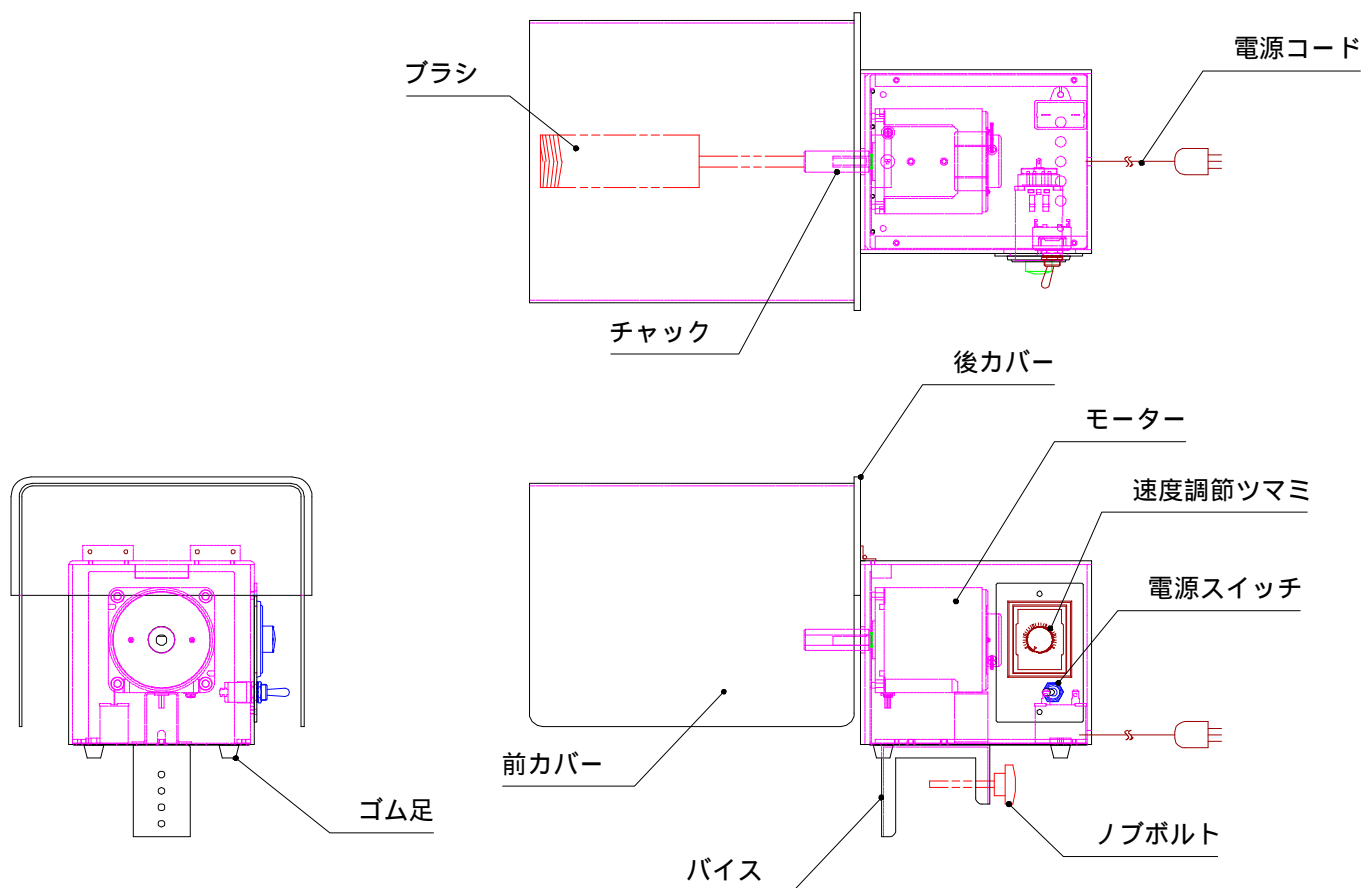 電源コード
ブラシ
チャック
後カバー
モーター
速度調節ツマミ
電源スイッチ
前カバー
ゴム足
ノブボルト
バイス